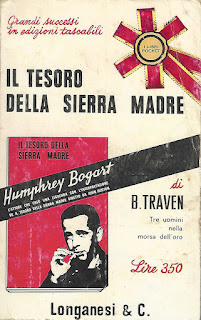 Grandi successi
in edizioni tascabili
I LIBRI
POCKET
IL TESORO
DELLA SIERRA MADRE
IL TESORO DELLA
SIERRA MADRE
Humphrey Bogart
di
B. TRAVEN
Tre uomini
nella
morsa dell'oro
Lire 350
Longanesi & C.